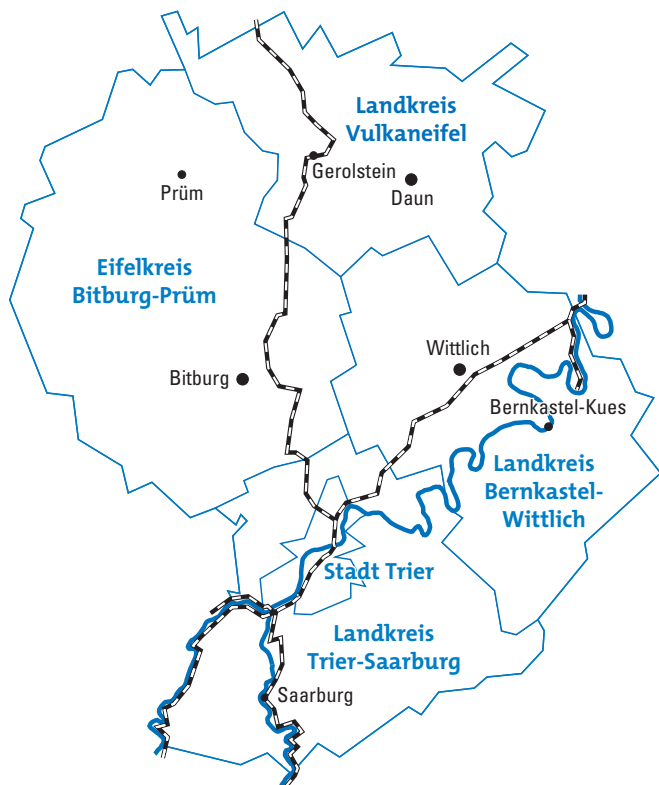 Landkreis
Vulkaneifel
Gerolstein
Prüm
Daun
Eifelkreis
Bitburg-Prüm
Wittlich
Bitburg
Bernkastel-Kues
Landkreis
Bernkastel-
Wittlich
Stadt Trier
Landkreis
Trier-Saarburg
Saarburg